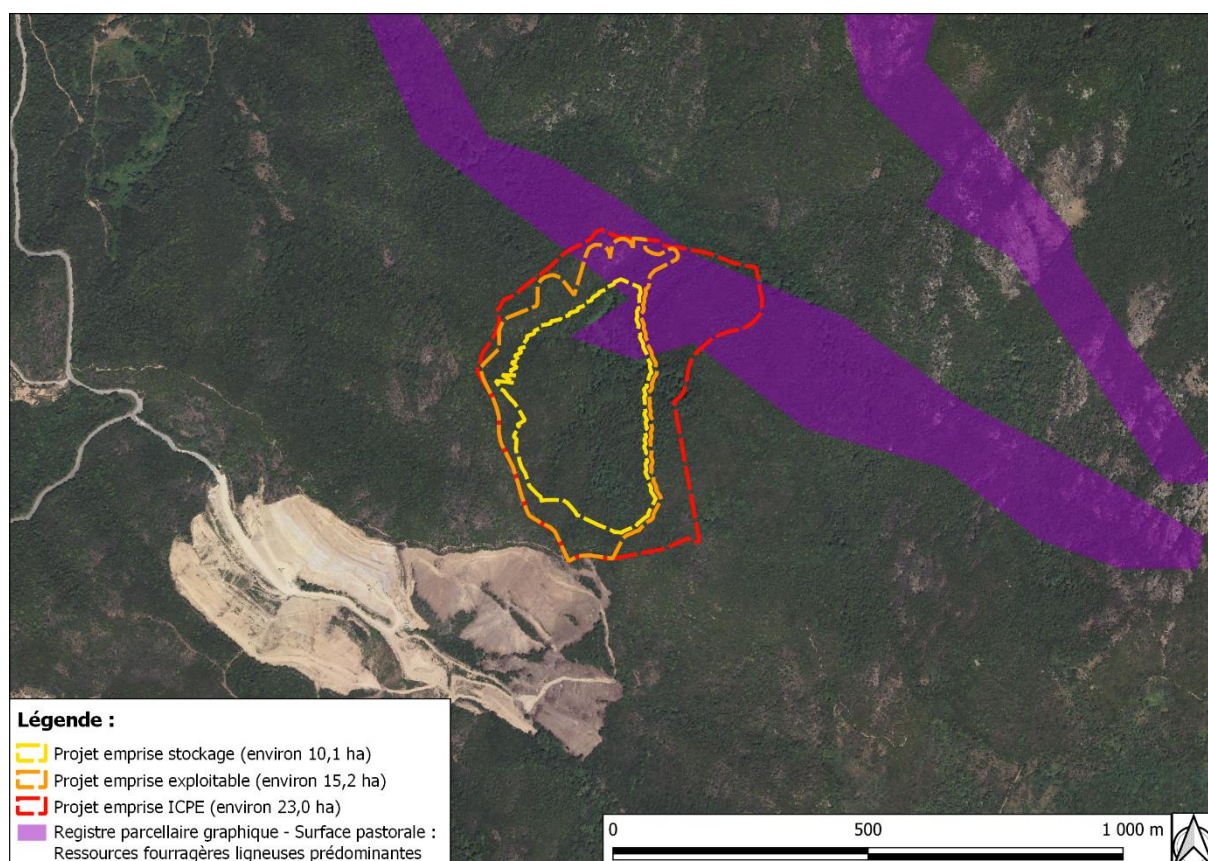 Légende :
Projet emprise stockage (environ 10,1 ha)
Projet emprise exploitable (environ 15,2 ha)
Projet emprise ICPE (environ 23,0 ha)
Registre parcellaire graphique - Surface pastorale :
Ressources fourragères ligneuses prédominantes
0 500 1 000 m